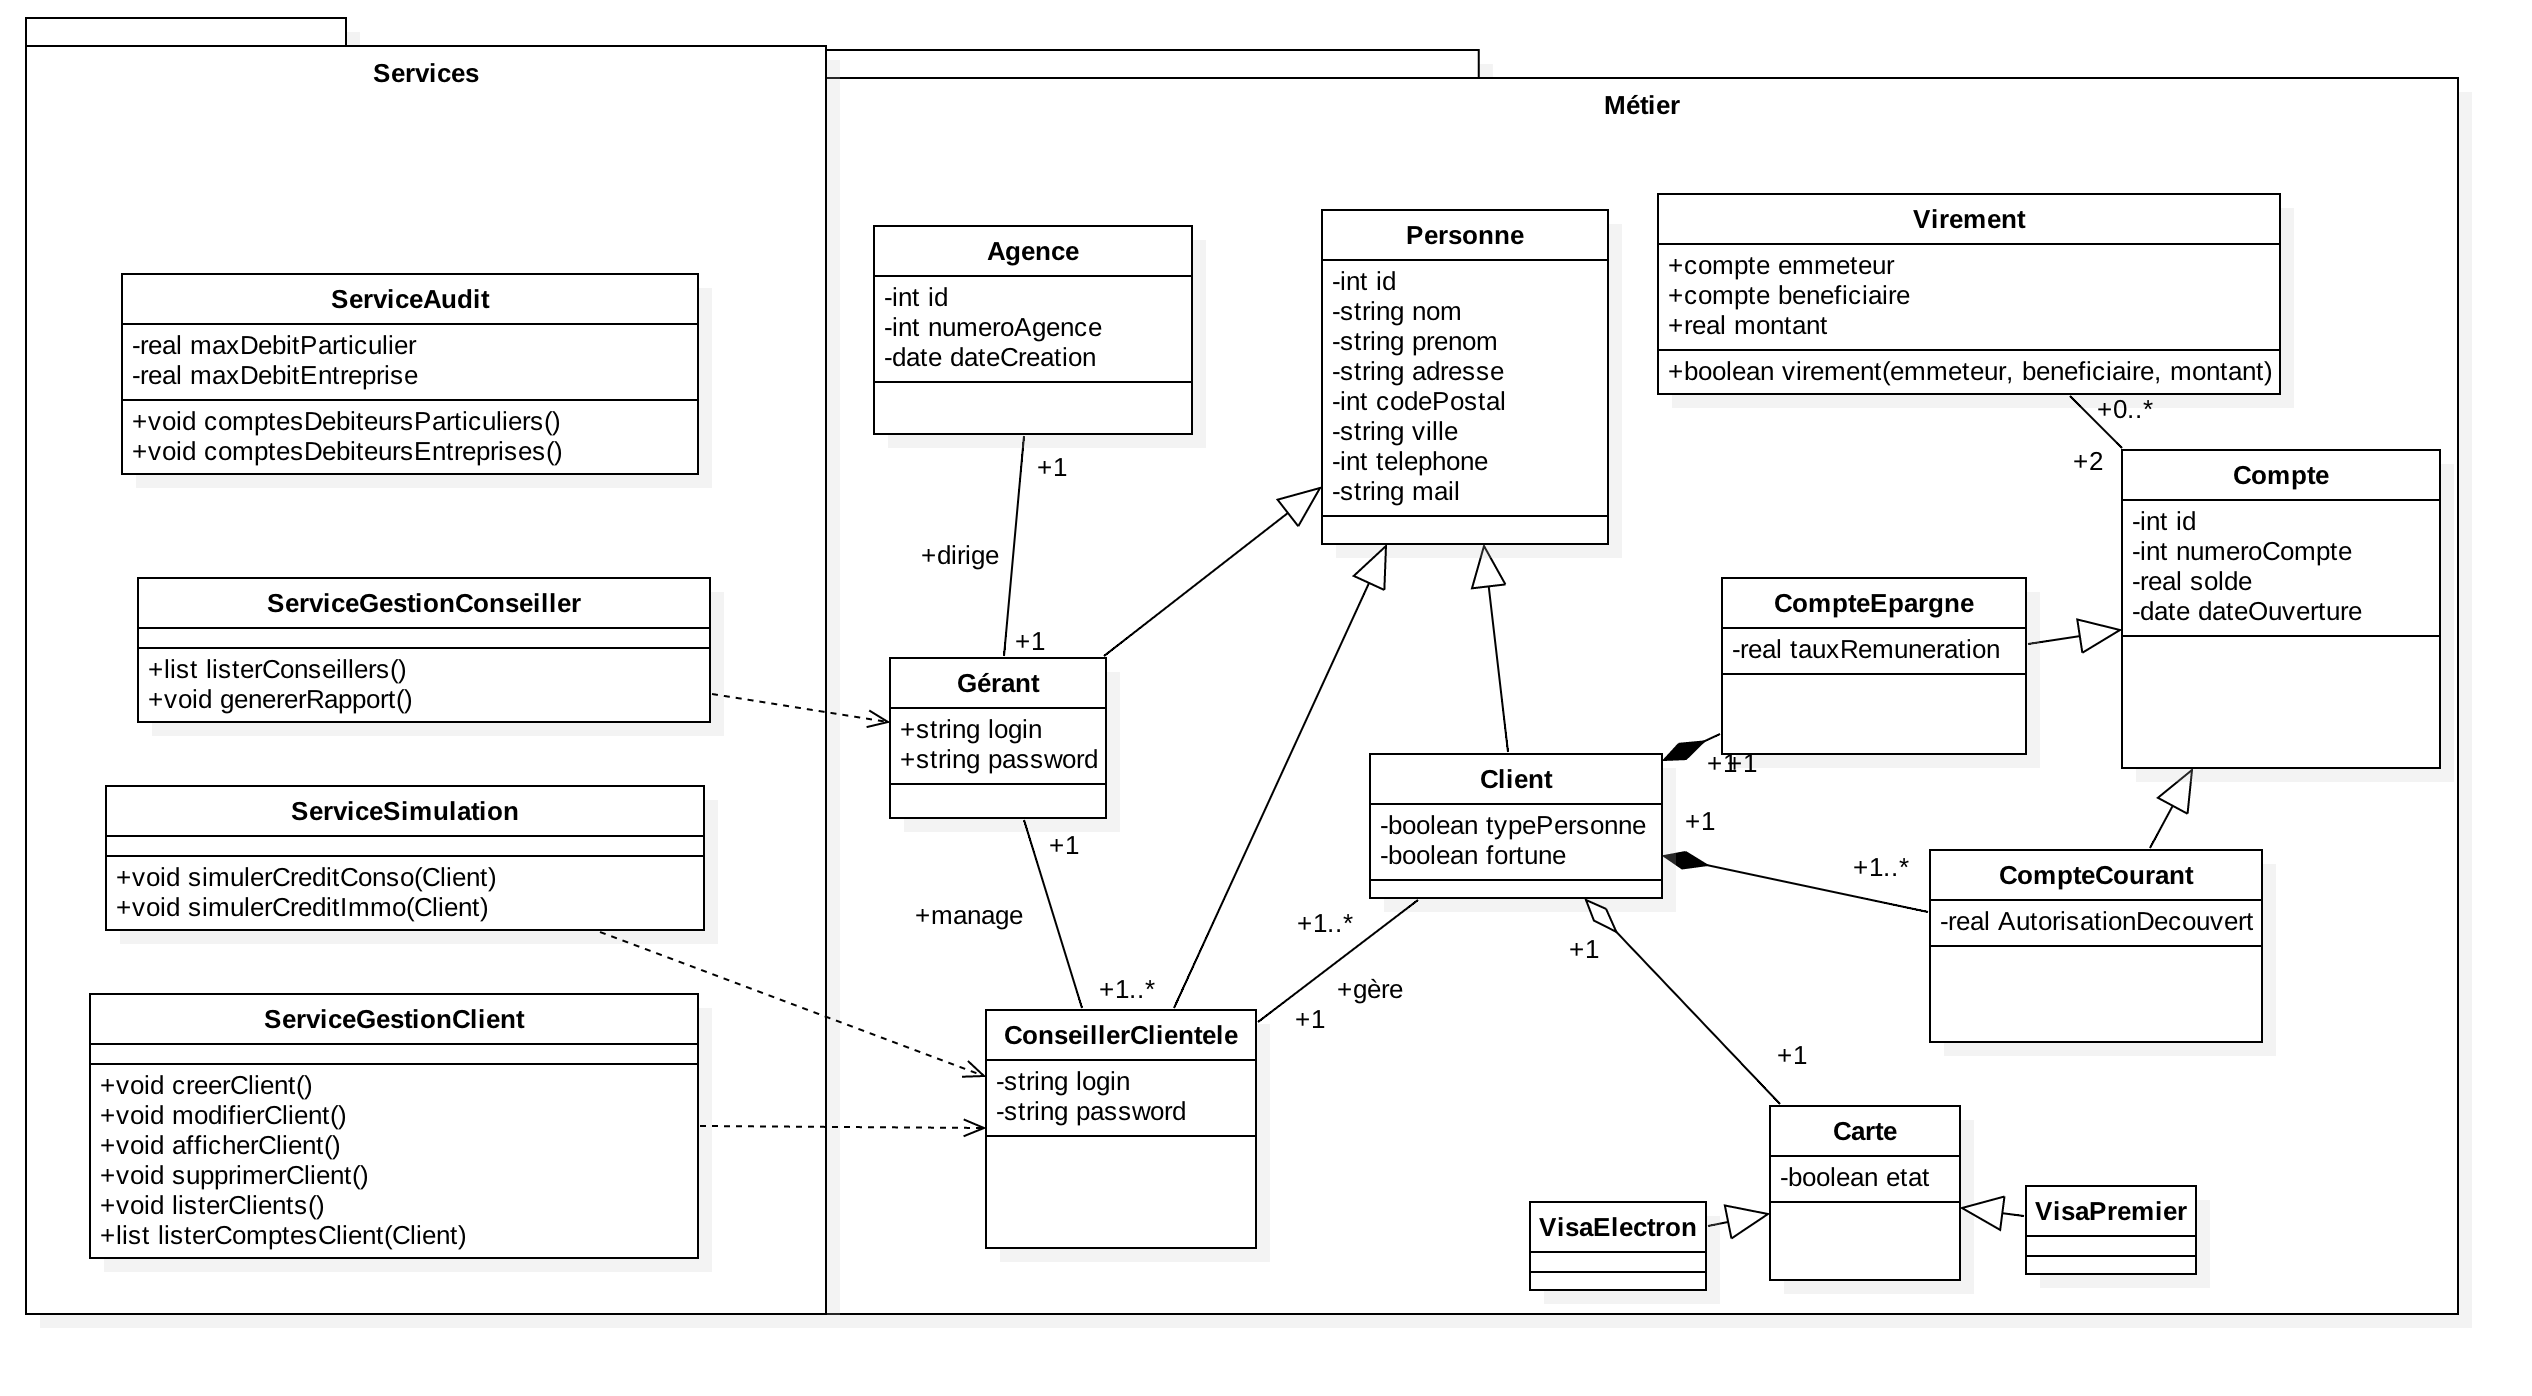 Services
ServiceAudit
-real maxDebitParticulier
-real maxDebitEntreprise
+void comptesDebiteursParticuliers()
+void comptesDebiteursEntreprises()
ServiceGestionConseiller
+list listerConseillers()
+void genererRapport()
ServiceSimulation
+void simulerCreditConso(Client)
+void simulerCreditImmo(Client)
ServiceGestionClient
+void creerClient()
+void modifierClient()
+void afficherClient()
+void supprimerClient()
+void listerClients()
+list listerComptesClient(Client)
Métier
Agence
-int id
-int numeroAgence
-date dateCreation
+1
+dirige
+1
Gérant
+string login
+string password
+1
+manage
+1..*
ConseillerClientele
-string login
-string password
Personne
-int id
-string nom
-string prenom
-string adresse
-int codePostal
-string ville
-int telephone
-string mail
Client
-boolean typePersonne
-boolean fortune
+1..*
+gère
+1
Virement
+compte emmeteur
+compte beneficiaire
+real montant
+boolean virement(emmeteur, beneficiaire, montant)
+0..*
+2
Compte
-int id
-int numeroCompte
-real solde
-date dateOuverture
CompteEpargne
-real tauxRemuneration
+1
+1
+1
+1..*
CompteCourant
-real AutorisationDecouvert
+1
+1
Carte
-boolean etat
VisaElectron
VisaPremier